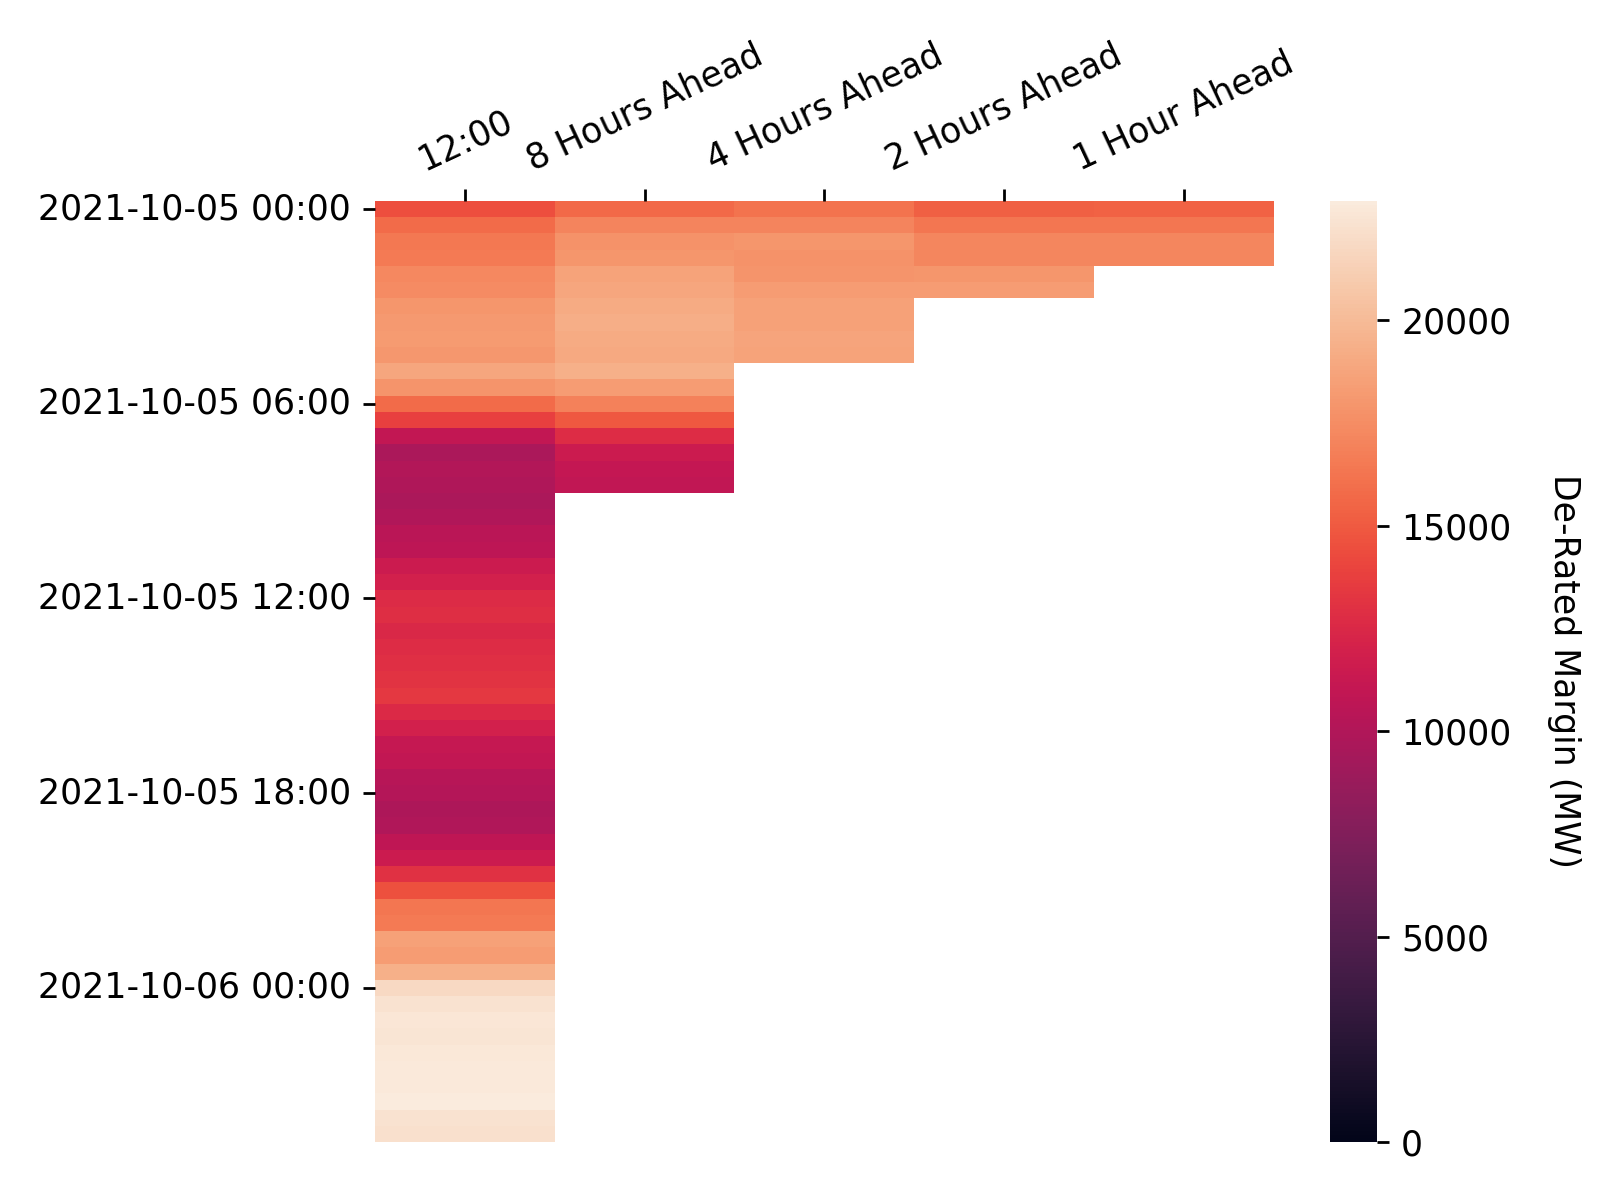 12:00
8 Hours Ahead
4 Hours Ahead
2 Hours Ahead
1 Hour Ahead
2021-10-05 00:00
2021-10-05 06:00
2021-10-05 12:00
2021-10-05 18:00
2021-10-06 00:00
20000
15000
10000
5000
0
De-Rated Margin (MW)